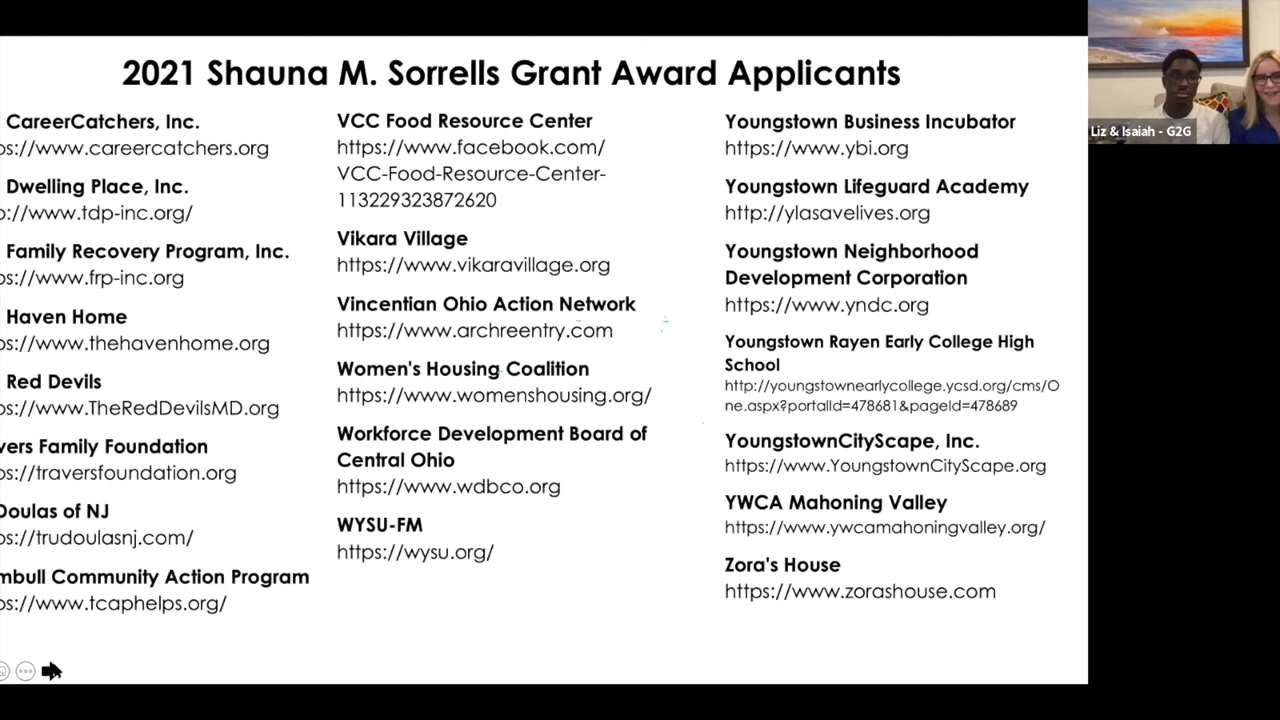 2021 Shauna M. Sorrells Grant Award Applicants
CareerCatchers, Inc.
ps://www.careercatchers.org
Dwelling Place, Inc.
p://www.tdp-inc.org/
Family Recovery Program, Inc.
ps://www.frp-inc.org
Haven Home
ps://www.thehavenhome.org
Red Devils
ps://www.TheRedDevilsMD.org
vers Family Foundation
ps://traversfoundation.org
Doulas of NJ
ps://trudoulasnj.com/
mbull Community Action Program
ps://www.tcaphelps.org/
VCC Food Resource Center
https://www.facebook.com/
VCC-Food-Resource-Center-
113229323872620
Vikara Village
https://www.vikaravillage.org
Vincentian Ohio Action Network
https://www.archreentry.com
Women's Housing Coalition
https://www.womenshousing.org/
Workforce Development Board of
Central Ohio
https://www.wdbco.org
WYSU-FM
https://wysu.org/
Youngstown Business Incubator
https://www.ybi.org
Youngstown Lifeguard Academy
http://ylasavelives.org
Youngstown Neighborhood
Development Corporation
https://www.yndc.org
Youngstown Rayen Early College High
School
http://youngstownearlycollege.ycsd.org/cms/O
ne.aspx?portalId=478681&pageId=478689
YoungstownCityScape, Inc.
https://www.YoungstownCityScape.org
YWCA Mahoning Valley
https://www.ywcamahoningvalley.org/
Zora's House
https://www.zorashouse.com
Liz & Isaiah - G2G